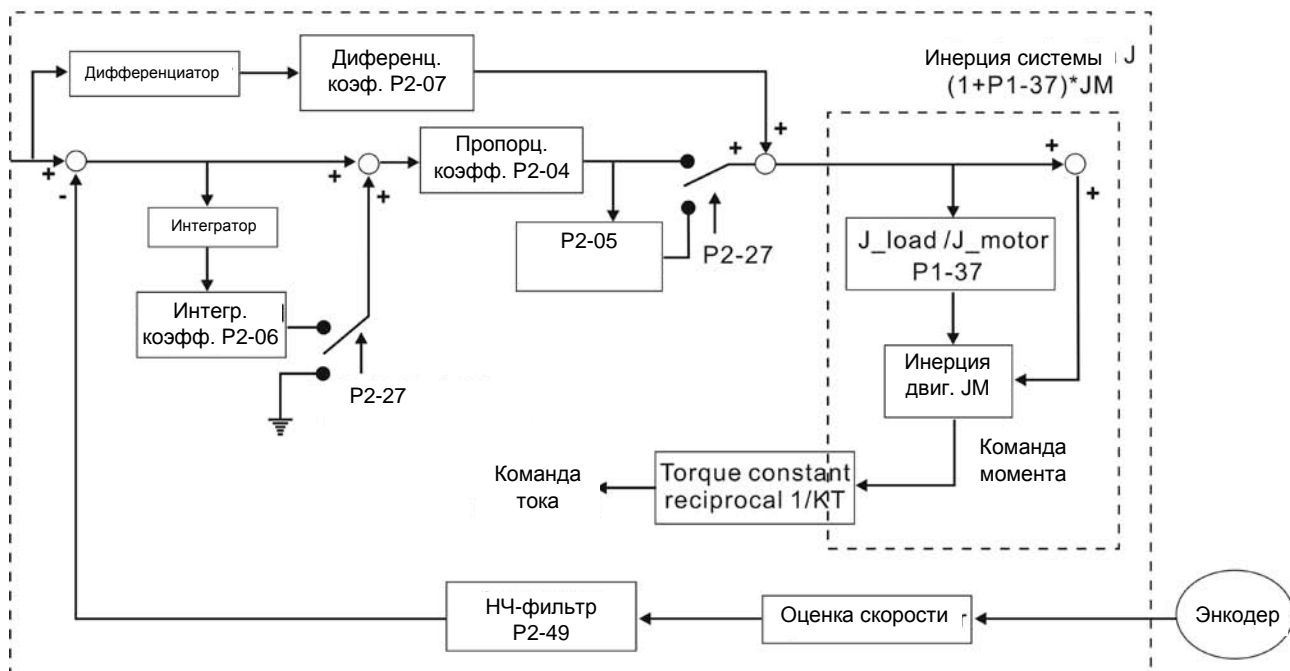 Дифференциатор
Диференц.
коэф. P2-07
Инерция системы J
(1+P1-37)*JM
+
+
+
+
+
-
+
+
+
Пропорц.
коэфф. P2-04
Интегратор
P2-05
P2-27
J_load /J_motor
P1-37
Интегр.
коэфф. P2-06
P2-27
Инерция
двиг. JM
Команда
тока
Torque constant
reciprocal 1/KT
Команда
момента
НЧ-фильтр
P2-49
Оценка скорости
Энкодер